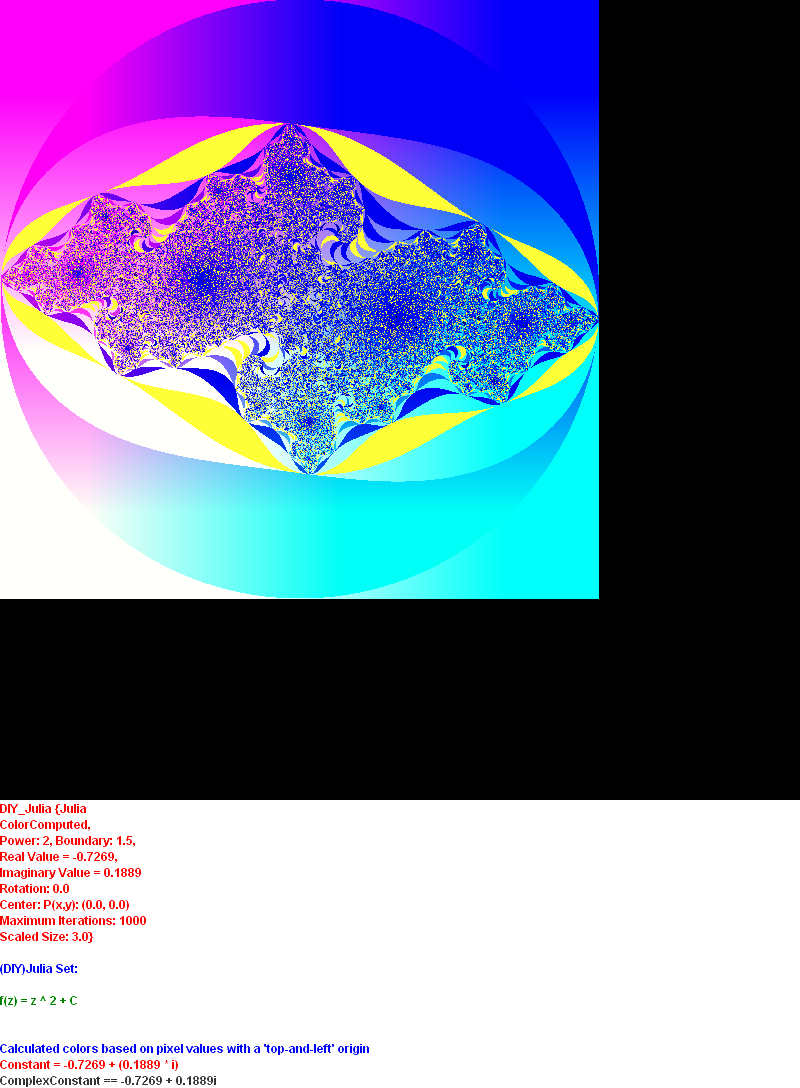 DIY_Julia {Julia
ColorComputed,
Power: 2, Boundary: 1.5,
Real Value = -0.7269,
Imaginary Value = 0.1889
Rotation: 0.0
Center: P(x,y): (0.0, 0.0)
Maximum Iterations: 1000
Scaled Size: 3.0}
(DIY)Julia Set:
f(z) = z ^ 2 + C
Calculated colors based on pixel values with a 'top-and-left' origin
Constant = -0.7269 + (0.1889 * i)
ComplexConstant == -0.7269 + 0.1889i